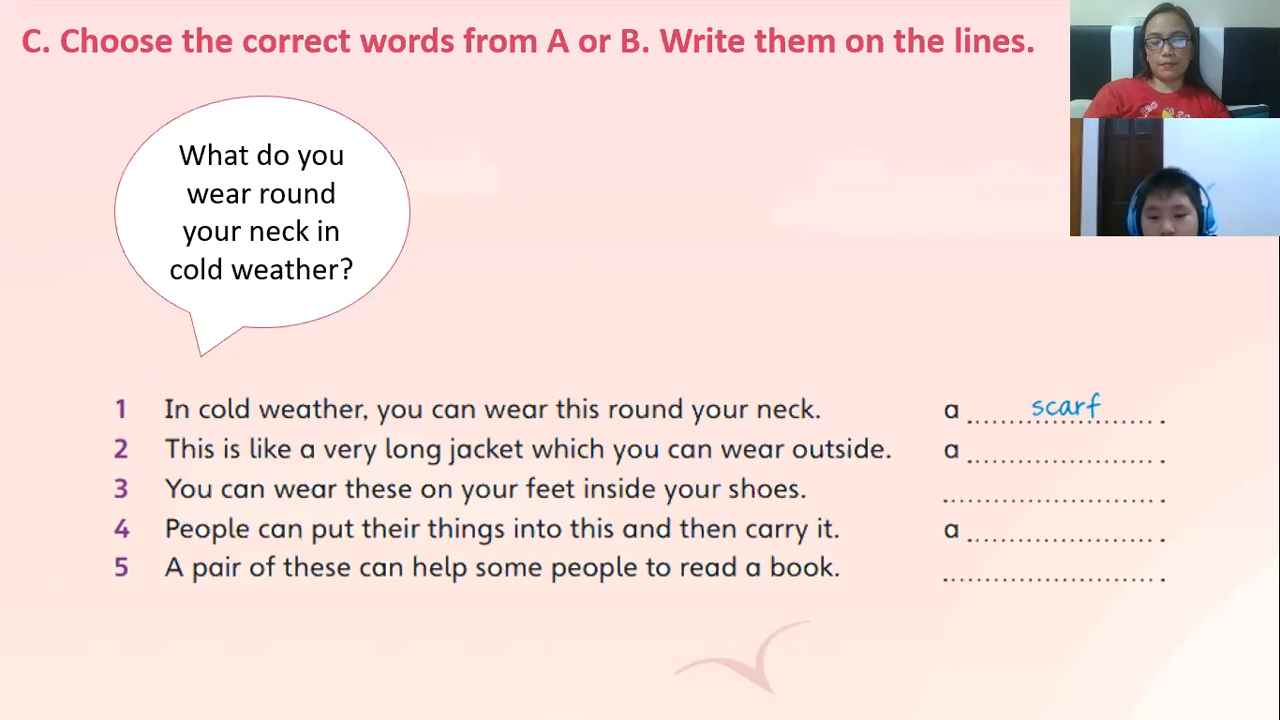 C. Choose the correct words from A or B. Write them on the lines.
What do you
wear round
your neck in
cold weather?
1 In cold weather, you can wear this round your neck. a scarf .
2 This is like a very long jacket which you can wear outside. a .
3 You can wear these on your feet inside your shoes. .
4 People can put their things into this and then carry it. a .
5 A pair of these can help some people to read a book. .